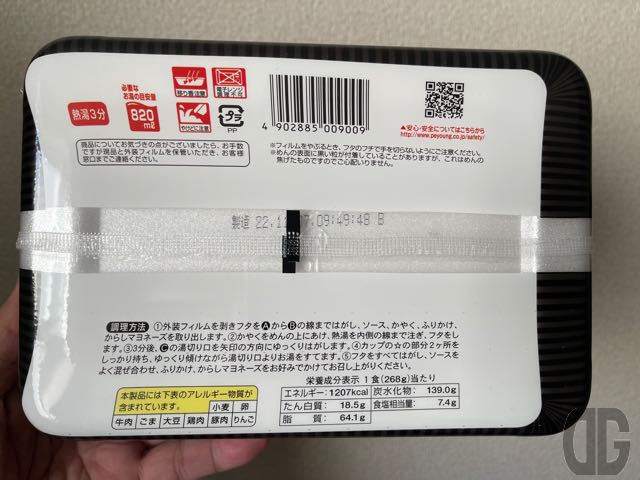 熱湯3分
必要な
お湯の目安量
820mℓ
移り香注意
電子レンジ不可
やけどに注意
PP
4 902885 009009
安心・安全についてはこちらから
http://www.peyoung.co.jp/safety/
商品についてお気づきの点がございましたら、お手数
ですが現品と外装フィルムを保管いただき、お客様
窓口までご連絡ください。
※フィルムをやぶるとき、フタのフチで手を切らないようにご注意ください。
※めんの表面に黒い粒が付着していることがありますが、これはめんの
焦げたものですのでご心配いりません。
製造 22.1 7.09:49:48 B
調理方法 ①外装フィルムを剥きフタをAからBの線まではがし、ソース、かやく、ふりかけ、
からしマヨネーズを取り出します。②かやくをめんの上にあけ、熱湯を内側の線まで注ぎ、フタをし
ます。③3分後、Cの湯切り口を矢印の方向にゆっくりはがします。④カップの☆の部分2ヶ所を
しっかり持ち、ゆっくり傾けながら湯切り口よりお湯をすてます。⑤フタをすべてはがし、ソースを
よく混ぜ合わせ、ふりかけ、からしマヨネーズをお好みでかけてお召し上がりください。
本製品には下表のアレルギー物質が
含まれています。
小麦 卵
牛肉 ごま 大豆 鶏肉 豚肉 りんご
栄養成分表示 1食(268g)当たり
エネルギー: 1207kcal 炭水化物: 139.0g
たん白質: 18.5g 食塩相当量: 7.4g
脂質: 64.1g
DG